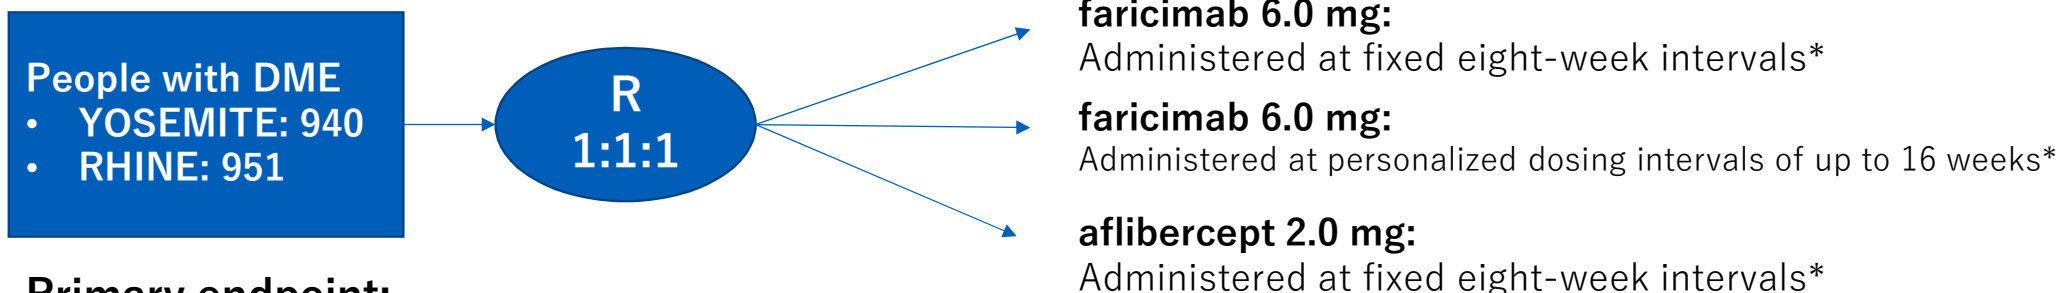 People with DME
• YOSEMITE: 940
• RHINE: 951
R
1:1:1
faricimab 6.0 mg:
Administered at fixed eight-week intervals*
faricimab 6.0 mg:
Administered at personalized dosing intervals of up to 16 weeks*
aflibercept 2.0 mg:
Administered at fixed eight-week intervals*
Primary endpoint: